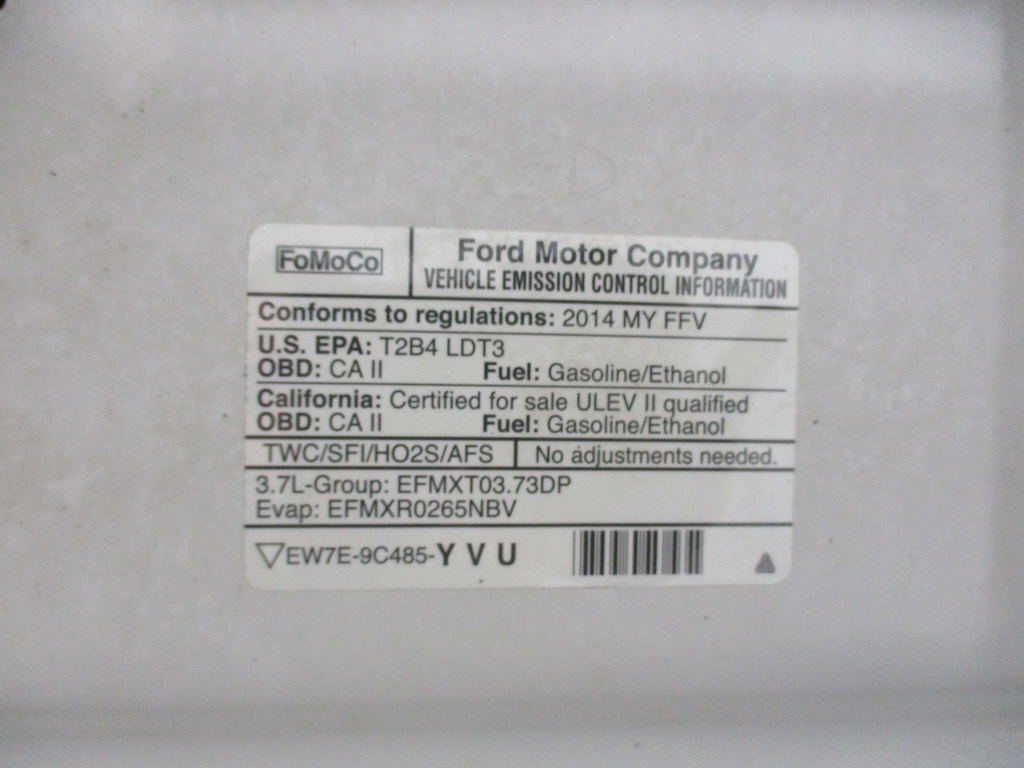 FoMoCo
Ford Motor Company
VEHICLE EMISSION CONTROL INFORMATION
Conforms to regulations: 2014 MY FFV
U.S. EPA: T2B4 LDT3
OBD: CA II Fuel: Gasoline/Ethanol
California: Certified for sale ULEV II qualified
OBD: CA II Fuel: Gasoline/Ethanol
TWC/SFI/HO2S/AFS No adjustments needed.
3.7L-Group: EFMXT03.73DP
Evap: EFMXR0265NBV
EW7E-9C485-Y V U